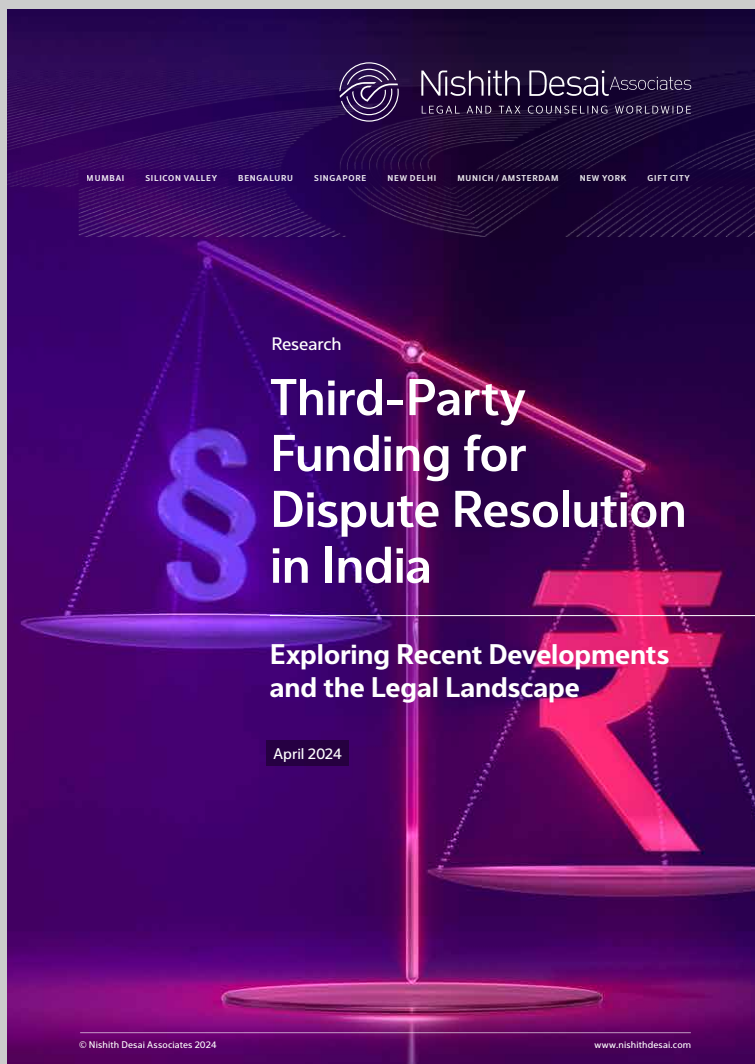 Nishith Desai Associates
LEGAL AND TAX COUNSELING WORLDWIDE
MUMBAI SILICON VALLEY BENGALURU SINGAPORE NEW DELHI MUNICH / AMSTERDAM NEW YORK GIFT CITY
Research
Third-Party
Funding for
Dispute Resolution
in India
§
₹
Exploring Recent Developments
and the Legal Landscape
April 2024
© Nishith Desai Associates 2024 www.nishithdesai.com